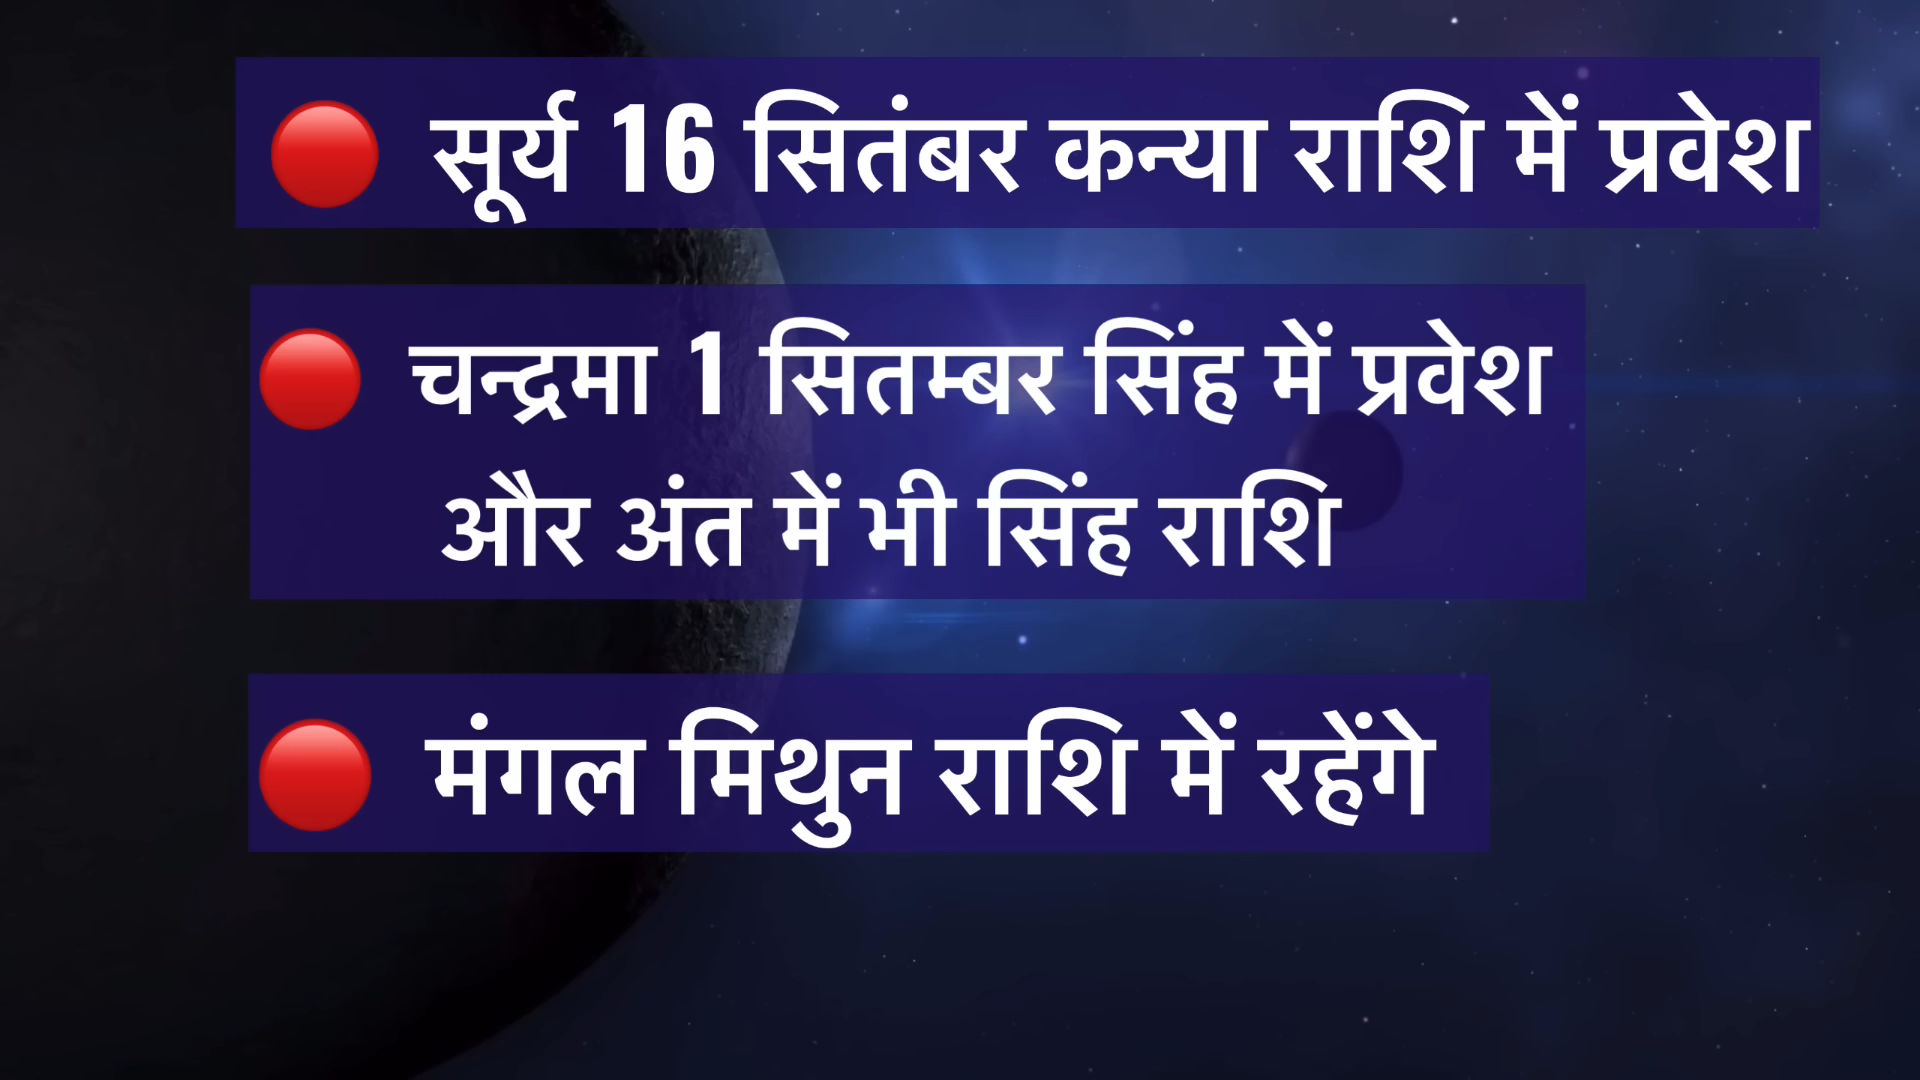 सूर्य 16 सितंबर कन्या राशि में प्रवेश
चन्द्रमा 1 सितम्बर सिंह में प्रवेश
और अंत में भी सिंह राशि
मंगल मिथुन राशि में रहेंगे